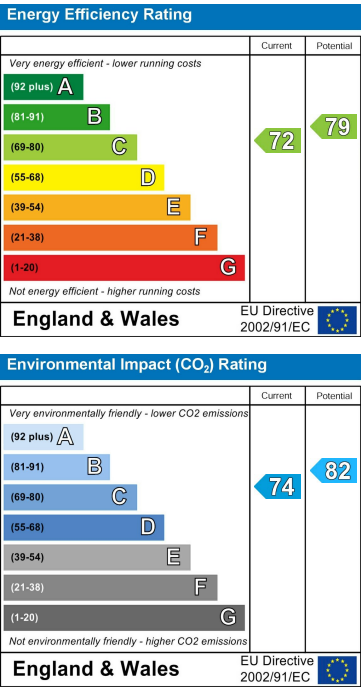 Energy Efficiency Rating
Current Potential
Very energy efficient - lower running costs
(92 plus) A
(81-91) B
(69-80) C
(55-68) D
(39-54) E
(21-38) F
(1-20) G
72
79
Not energy efficient - higher running costs
England & Wales
EU Directive
2002/91/EC
Environmental Impact (CO2) Rating
Current Potential
Very environmentally friendly - lower CO2 emissions
(92 plus) A
(81-91) B
(69-80) C
(55-68) D
(39-54) E
(21-38) F
(1-20) G
74
82
Not environmentally friendly - higher CO2 emissions
England & Wales
EU Directive
2002/91/EC